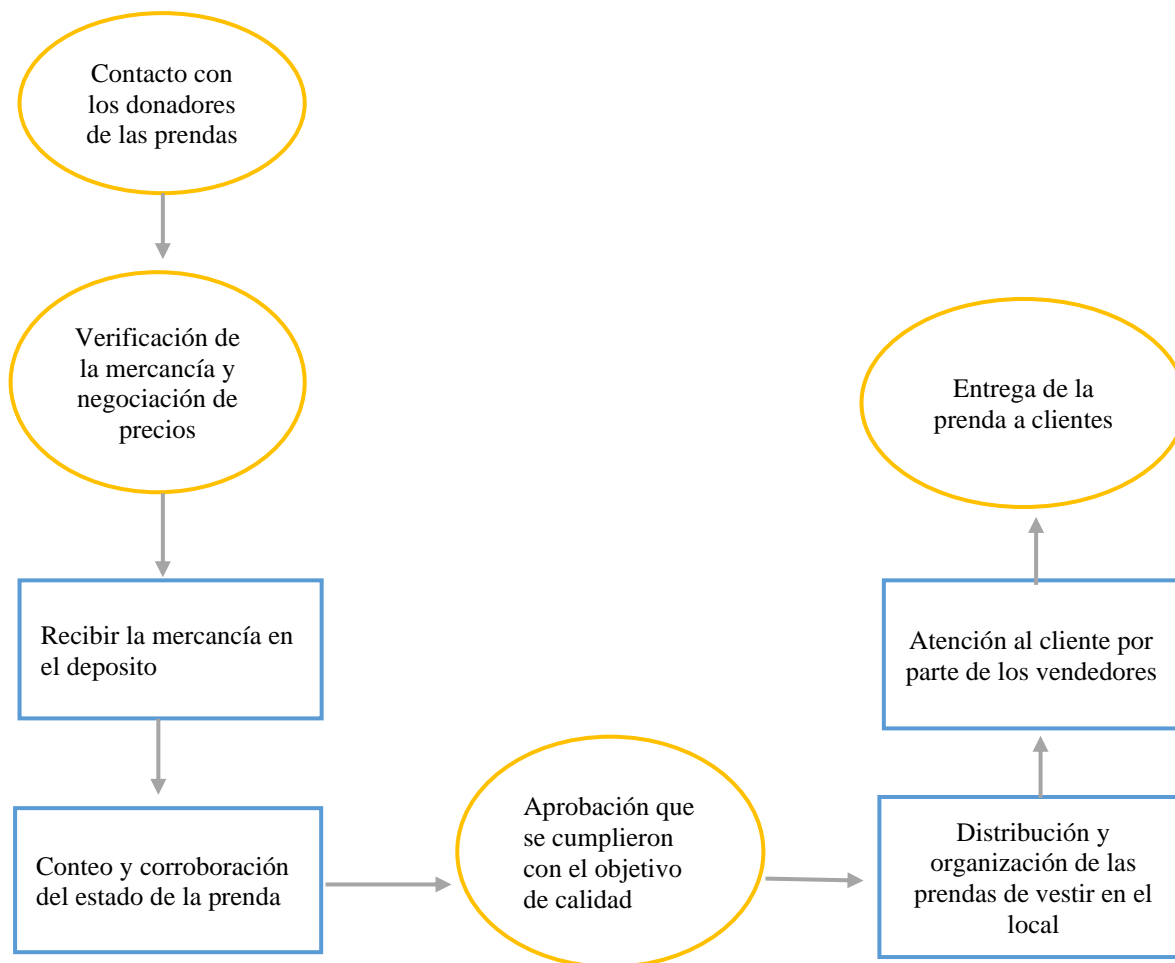 Contacto con
los donadores
de las prendas
Verificación de
la mercancía y
negociación de
precios
Recibir la mercancía en
el deposito
Conteo y corroboración
del estado de la prenda
Aprobación que
se cumplieron
con el objetivo
de calidad
Distribución y
organización de las
prendas de vestir en el
local
Atención al cliente por
parte de los vendedores
Entrega de la
prenda a clientes